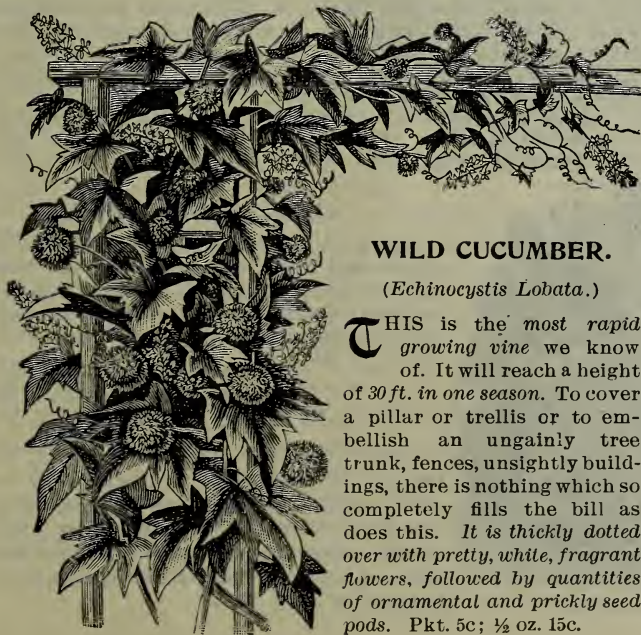 WILD CUCUMBER.
(Echinocystis Lobata.)
THIS is the most rapid
growing vine we know
of. It will reach a height
of 30 ft. in one season. To cover
a pillar or trellis or to em-
bellish an ungainly tree
trunk, fences, unsightly build-
ings, there is nothing which so
completely fills the bill as
does this. It is thickly dotted
over with pretty, white, fragrant
flowers, followed by quantities
of ornamental and prickly seed
pods. Pkt. 5c; ½ oz. 15c.